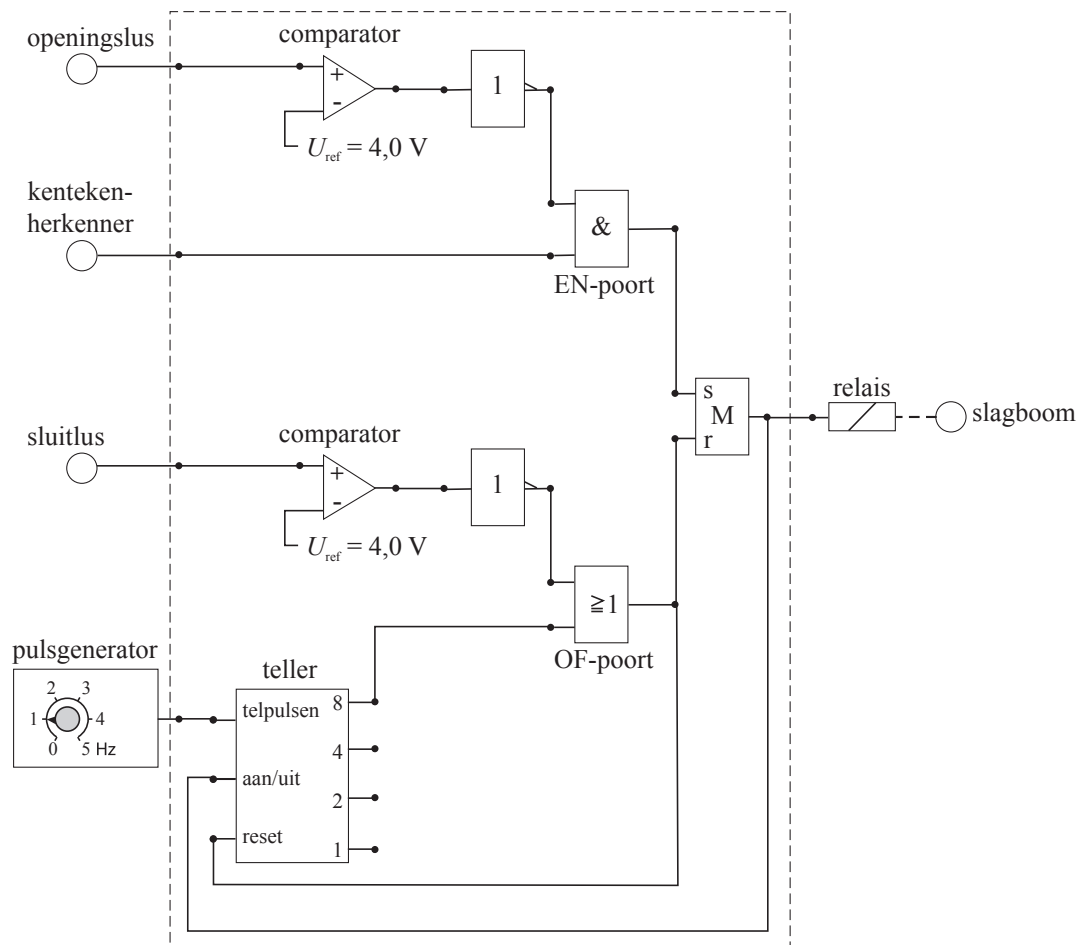 openingslus
comparator
+
-
1
U_ref = 4,0 V
kenteken-
herkenner
&
EN-poort
s
M
r
relais
slagboom
sluitlus
comparator
+
-
1
U_ref = 4,0 V
≧1
OF-poort
pulsgenerator
2 3
1 4
0 5 Hz
teller
telpulsen 8
4
aan/uit
2
reset
1